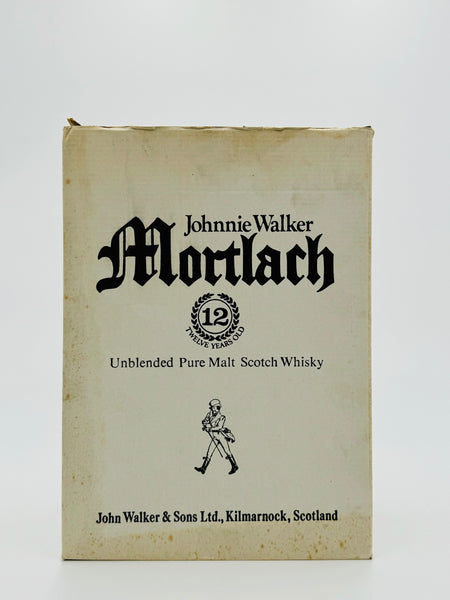 Johnnie Walker
Mortlach
12
TWELVE YEARS OLD
Unblended Pure Malt Scotch Whisky
John Walker & Sons Ltd., Kilmarnock, Scotland